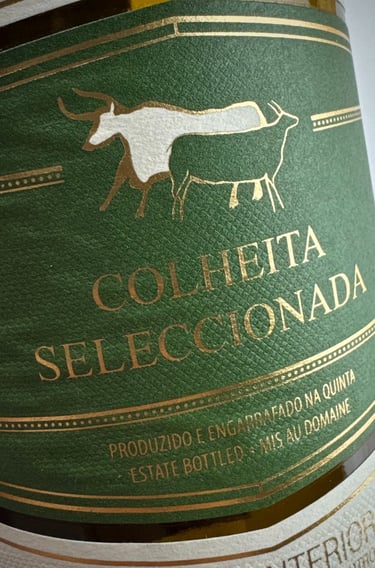 COLHEITA
SELECCIONADA
PRODUZIDO E ENGARRAFADO NA QUINTA
ESTATE BOTTLED - MIS AU DOMAINE